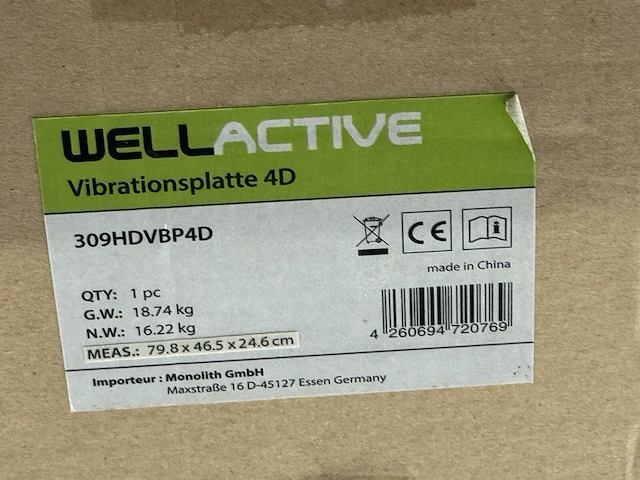 WELLACTIVE
Vibrationsplatte 4D
309HDVBP4D
CE
i
made in China
QTY: 1 pc
G.W.: 18.74 kg
N.W.: 16.22 kg
MEAS.: 79.8 x 46.5 x 24.6 cm
4 260694 720769
Importeur : Monolith GmbH
Maxstraße 16 D-45127 Essen Germany